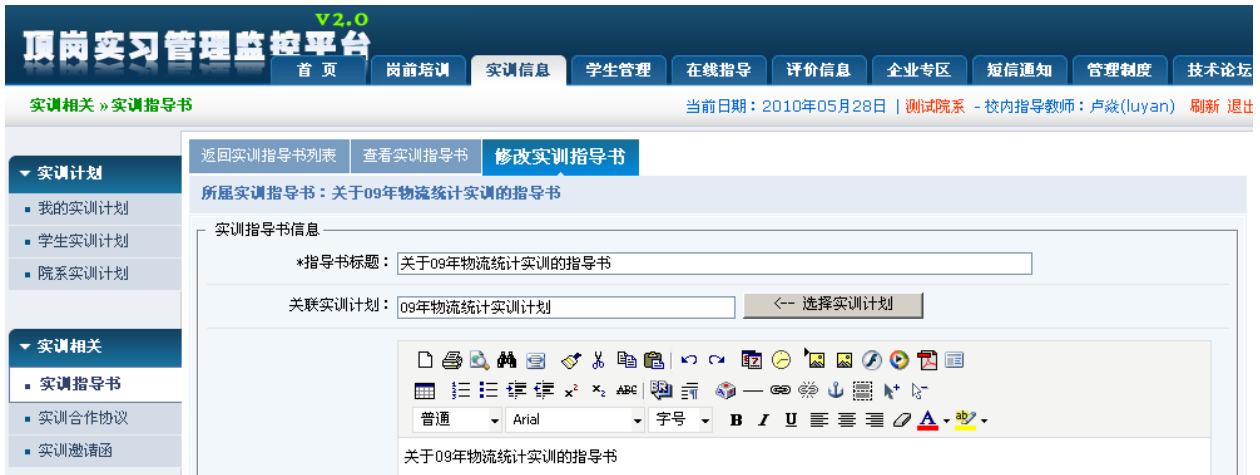 V2.0
顶岗实习管理监控平台
首 页 岗前培训 实训信息 学生管理 在线指导 评价信息 企业专区 短信通知 管理制度 技术论坛
实训相关 » 实训指导书 当前日期：2010年05月28日 | 测试院系 - 校内指导教师：卢焱(luyan) 刷新 退出
返回实训指导书列表 查看实训指导书 修改实训指导书
实训计划
所属实训指导书：关于09年物流统计实训的指导书
我的实训计划
实训指导书信息
学生实训计划
*指导书标题： 关于09年物流统计实训的指导书
院系实训计划
关联实训计划： 09年物流统计实训计划 <-- 选择实训计划
实训相关
实训指导书
普通 Arial 字号 B I U A ab
实训合作协议
实训邀请函
关于09年物流统计实训的指导书